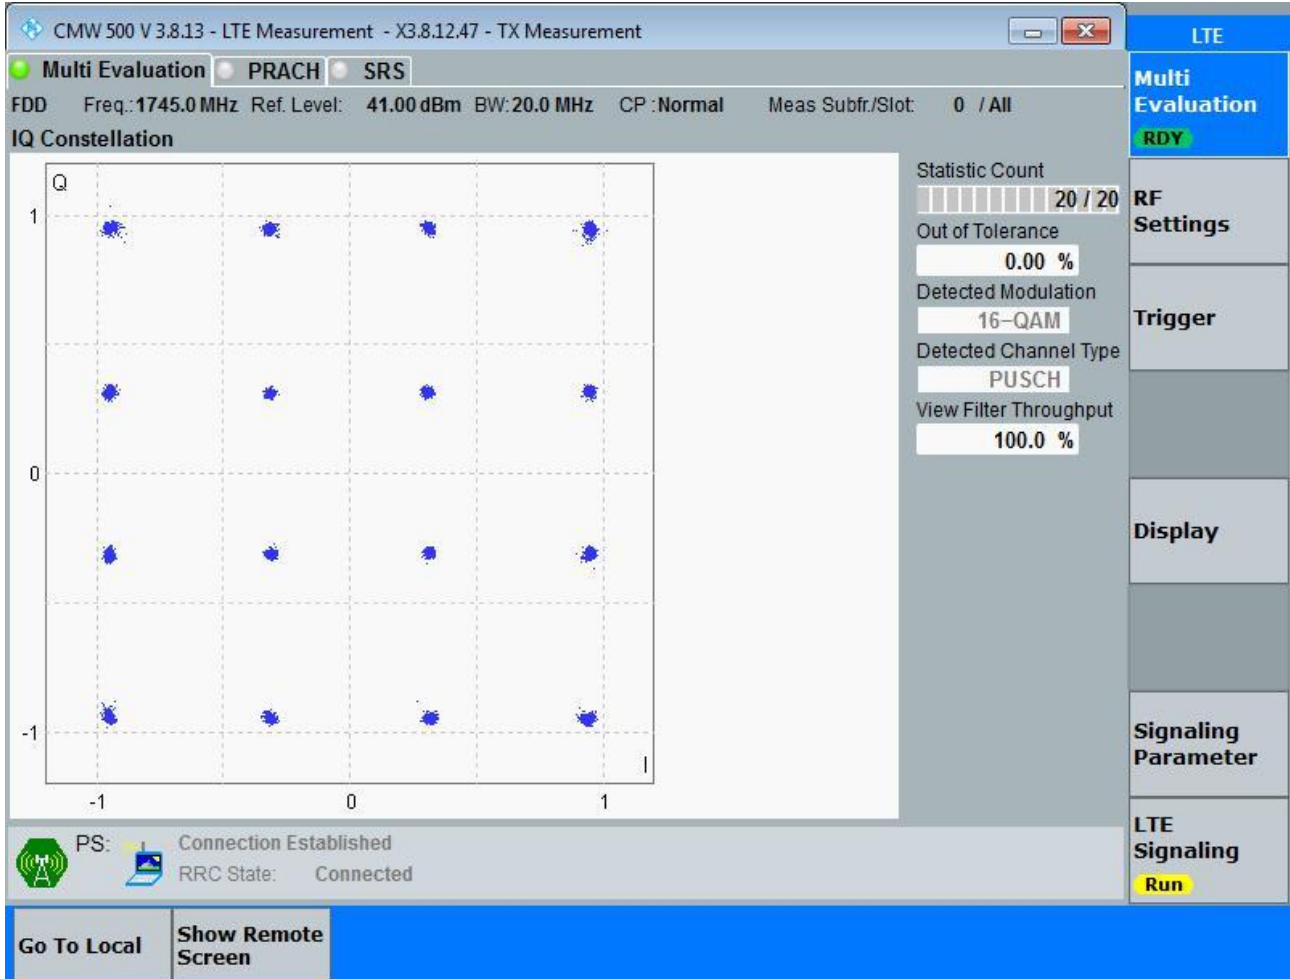 CMW 500 V 3.8.13 - LTE Measurement - X3.8.12.47 - TX Measurement
LTE
Multi Evaluation PRACH SRS
FDD Freq.:1745.0 MHz Ref. Level: 41.00 dBm BW:20.0 MHz CP :Normal Meas Subfr./Slot: 0 / All
IQ Constellation
Q
1
0
-1
I
-1 0 1
Statistic Count
20 / 20
Out of Tolerance
0.00 %
Detected Modulation
16-QAM
Detected Channel Type
PUSCH
View Filter Throughput
100.0 %
Multi
Evaluation
RDY
RF
Settings
Trigger
Display
Signaling
Parameter
LTE
Signaling
Run
PS: Connection Established
RRC State: Connected
Go To Local
Show Remote
Screen